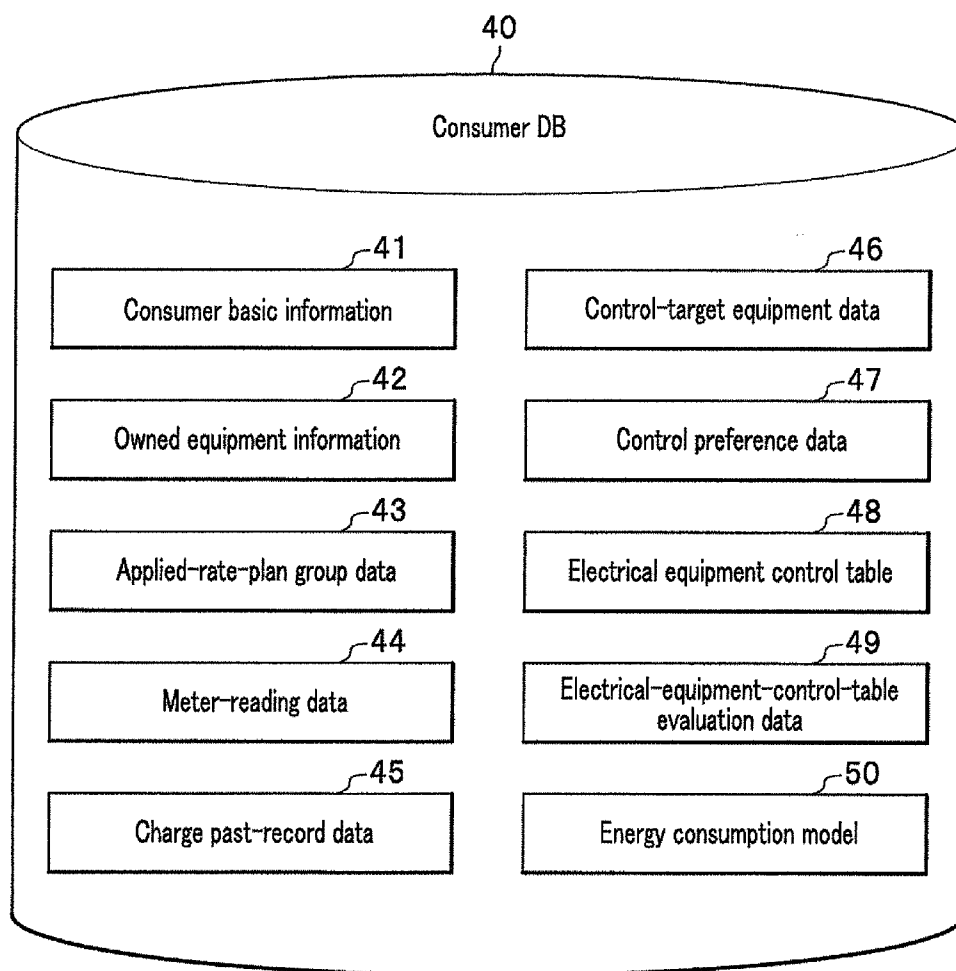 40
Consumer DB
41
Consumer basic information
42
Owned equipment information
43
Applied-rate-plan group data
44
Meter-reading data
45
Charge past-record data
46
Control-target equipment data
47
Control preference data
48
Electrical equipment control table
49
Electrical-equipment-control-table
evaluation data
50
Energy consumption model